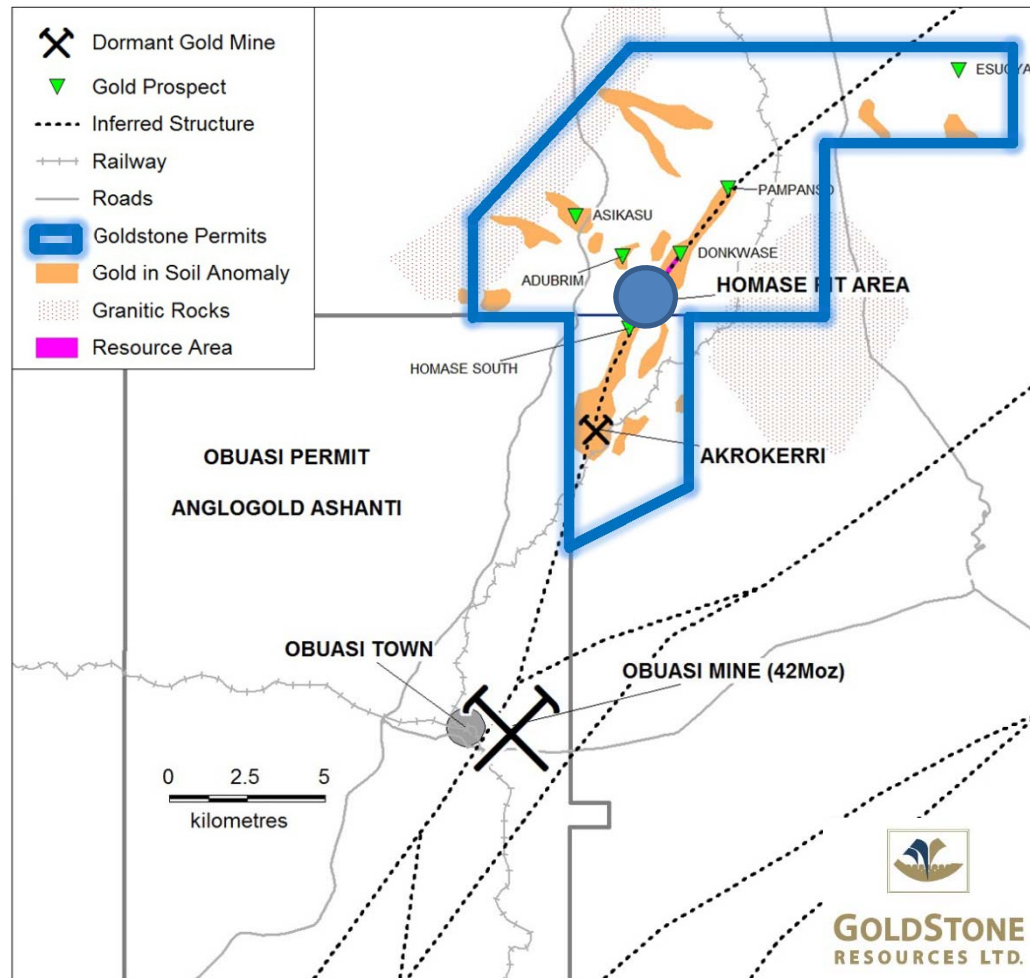 Dormant Gold Mine
Gold Prospect
Inferred Structure
Railway
Roads
Goldstone Permits
Gold in Soil Anomaly
Granitic Rocks
Resource Area
ESUOYA
PAMPANSO
ASIKASU
DONKWASE
ADUBRIM
HOMASE PIT AREA
HOMASE SOUTH
AKROKERRI
OBUASI PERMIT
ANGLOGOLD ASHANTI
OBUASI TOWN
OBUASI MINE (42Moz)
0 2.5 5
kilometres
GOLDSTONE
RESOURCES LTD.